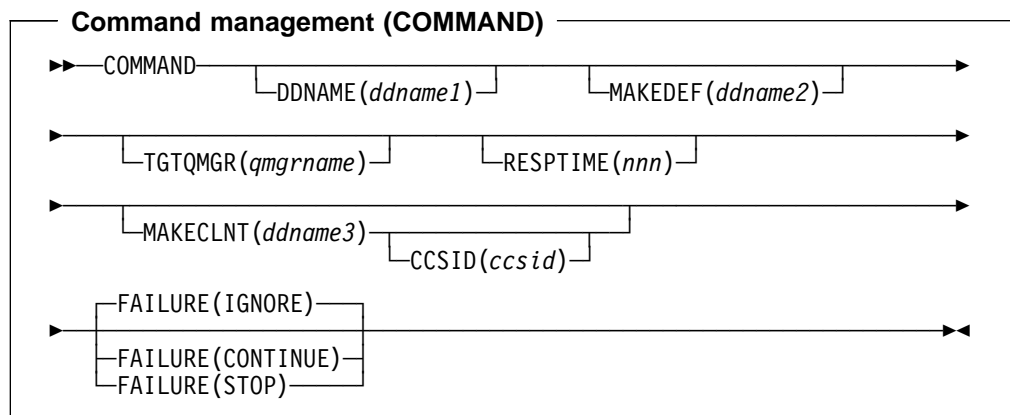 Command management (COMMAND)
COMMAND
DDNAME(ddname1) MAKEDEF(ddname2)
TGTQMGR(qmgrname) RESPTIME(nnn)
MAKECLNT(ddname3)
CCSID(ccsid)
FAILURE(IGNORE)
FAILURE(CONTINUE)
FAILURE(STOP)